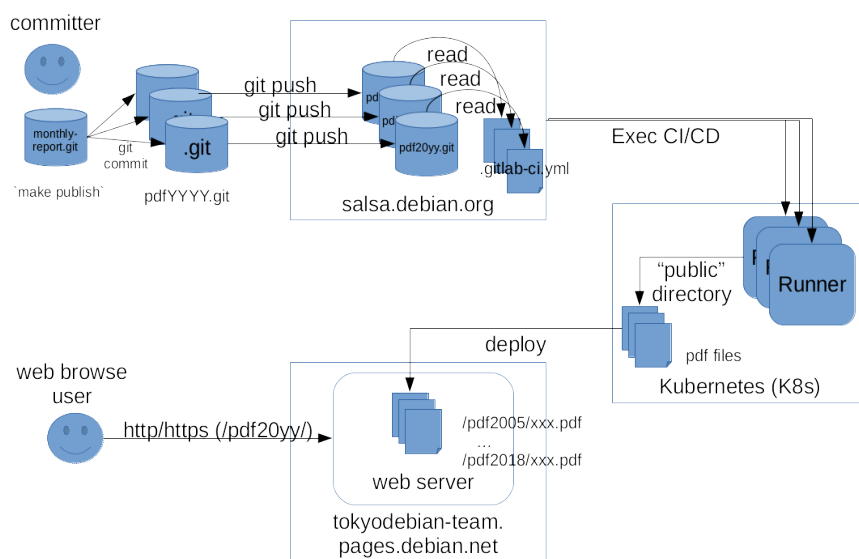 committer
monthly-
report.git
`make publish`
git
commit
.git
pdfYYYY.git
git push
git push
git push
read
read
read
pdf20yy.git
.gitlab-ci.yml
salsa.debian.org
Exec CI/CD
Runner
“public”
directory
pdf files
Kubernetes (K8s)
deploy
web browse
user
http/https (/pdf20yy/)
/pdf2005/xxx.pdf
...
/pdf2018/xxx.pdf
web server
tokyodebian-team.
pages.debian.net